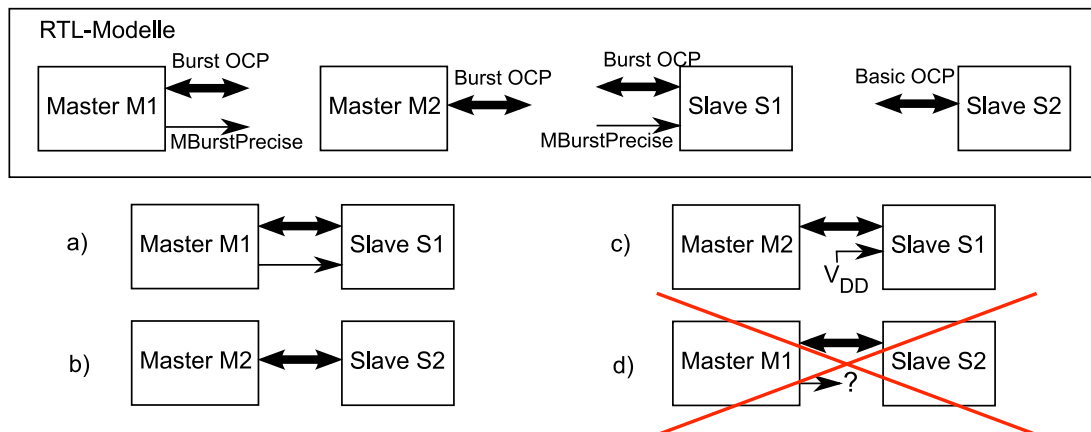 RTL-Modelle
Master M1
Burst OCP
MBurstPrecise
Master M2
Burst OCP
Burst OCP
MBurstPrecise
Slave S1
Basic OCP
Slave S2
a)
Master M1
Slave S1
c)
Master M2
Slave S1
VDD
b)
Master M2
Slave S2
d)
Master M1
?
Slave S2